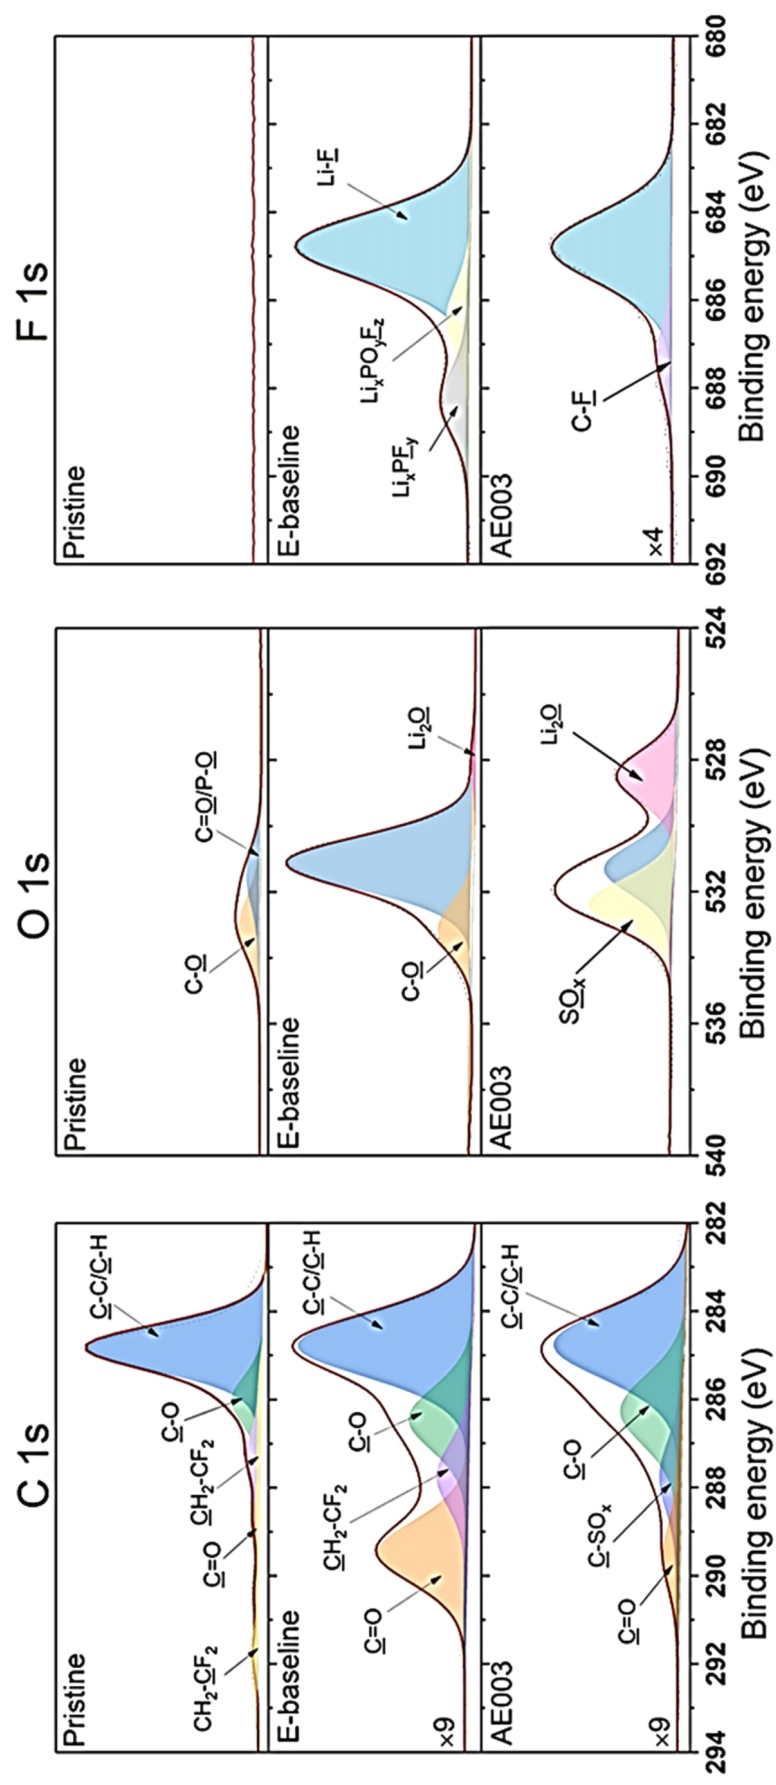 C 1s
Pristine
CH₂-CF₂
C=O
CH₂-CF₂
C-O
C-C/C-H
E-baseline
×9
C=O
CH₂-CF₂
C-O
C-C/C-H
AE003
×9
C=O
C-SOₓ
C-O
C-C/C-H
294 292 290 288 286 284 282
Binding energy (eV)
O 1s
Pristine
C-O
C=O/P-O
E-baseline
C-O
Li₂O
AE003
SOₓ
Li₂O
540 536 532 528 524
Binding energy (eV)
F 1s
Pristine
E-baseline
LiₓPFᵧ
LiₓPOᵧF_z
Li-F
AE003
×4
C-F
692 690 688 686 684 682 680
Binding energy (eV)